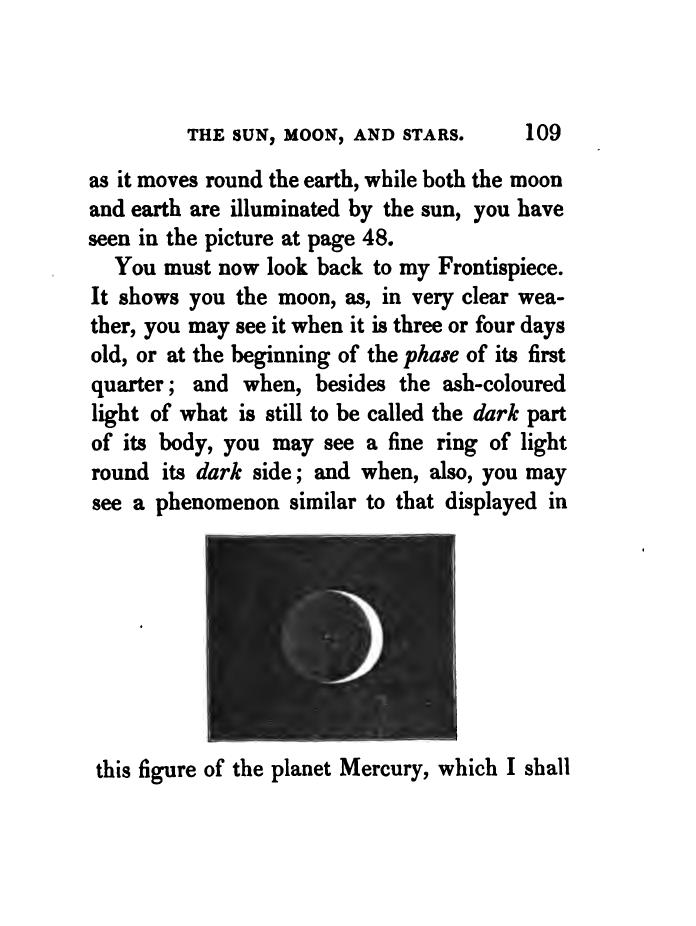 THE SUN, MOON, AND STARS. 109
as it moves round the earth, while both the moon
and earth are illuminated by the sun, you have
seen in the picture at page 48.
You must now look back to my Frontispiece.
It shows you the moon, as, in very clear wea-
ther, you may see it when it is three or four days
old, or at the beginning of the phase of its first
quarter; and when, besides the ash-coloured
light of what is still to be called the dark part
of its body, you may see a fine ring of light
round its dark side; and when, also, you may
see a phenomenon similar to that displayed in
this figure of the planet Mercury, which I shall